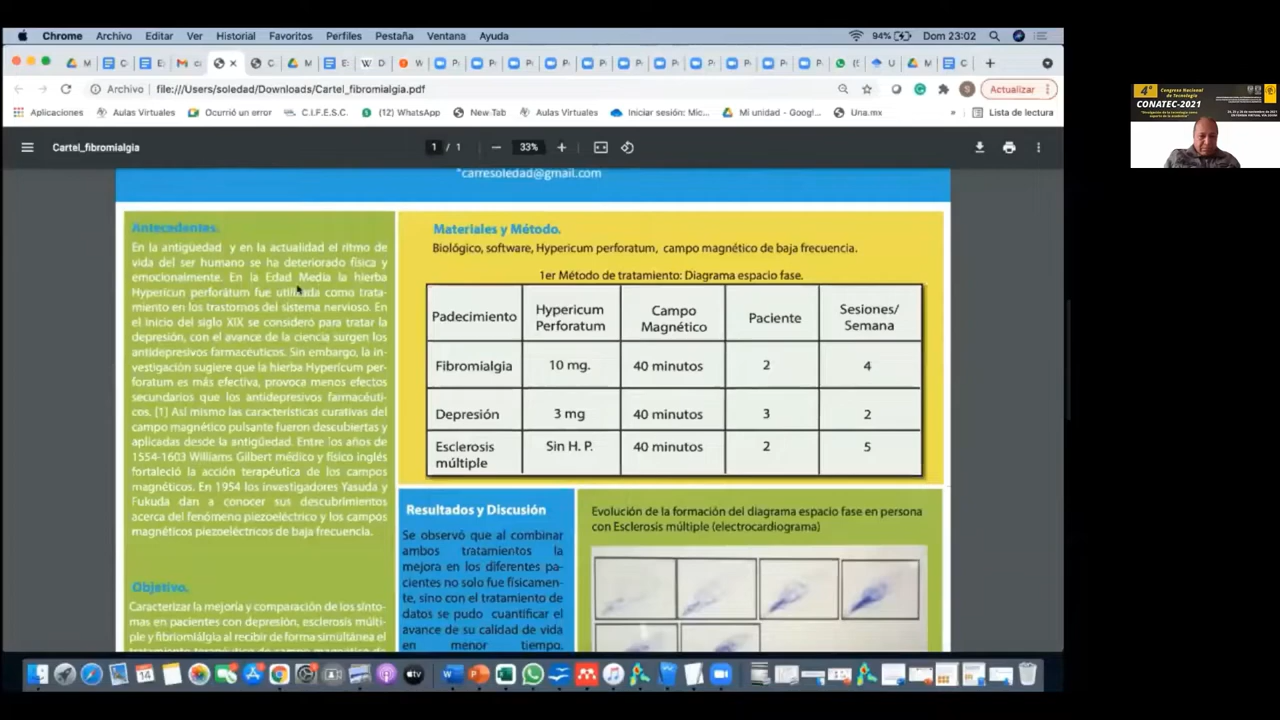 Chrome Archivo Editar Ver Historial Favoritos Perfiles Pestaña Ventana Ayuda 94% Dom 23:02
Archivo file:///Users/soledad/Downloads/Cartel_fibromialgia.pdf Actualizar
Aplicaciones Aulas Virtuales Ocurrió un error C.I.F.E.S.C. (12) WhatsApp New Tab Aulas Virtuales Iniciar sesión: Mic... Mi unidad - Googl... Una.mx » Lista de lectura
Cartel_fibromialgia 1 / 1 33%
*carresoledad@gmail.com
Antecedentes.
En la antigüedad y en la actualidad el ritmo de
vida del ser humano se ha deteriorado física y
emocionalmente. En la Edad Media la hierba
Hypericun perforátum fue utilizada como trata-
miento en los trastornos del sistema nervioso. En
el inicio del siglo XIX se consideró para tratar la
depresión, con el avance de la ciencia surgen los
antidepresivos farmacéuticos. Sin embargo, la in-
vestigación sugiere que la hierba Hypericum per-
foratum es más efectiva, provoca menos efectos
secundarios que los antidepresivos farmacéuti-
cos. [1] Así mismo las características curativas del
campo magnético pulsante fueron descubiertas y
aplicadas desde la antigüedad. Entre los años de
1554-1603 Williams Gilbert médico y físico inglés
fortaleció la acción terapéutica de los campos
magnéticos. En 1954 los investigadores Yasuda y
Fukuda dan a conocer sus descubrimientos
acerca del fenómeno piezoeléctrico y los campos
magnéticos piezoeléctricos de baja frecuencia.
Objetivo.
Caracterizar la mejoría y comparación de los sínto-
mas en pacientes con depresión, esclerosis múlti-
ple y fibriomiálgia al recibir de forma simultánea el
tratamiento terapéutico de campo magnético de
Materiales y Método.
Biológico, software, Hypericum perforatum, campo magnético de baja frecuencia.
1er Método de tratamiento: Diagrama espacio fase.
Padecimiento Hypericum Perforatum Campo Magnético Paciente Sesiones/ Semana
Fibromialgia 10 mg. 40 minutos 2 4
Depresión 3 mg 40 minutos 3 2
Esclerosis múltiple Sin H. P. 40 minutos 2 5
Resultados y Discusión
Se observó que al combinar
ambos tratamientos la
mejora en los diferentes pa-
cientes no solo fue físicamen-
te, sino con el tratamiento de
datos se pudo cuantificar el
avance de su calidad de vida
en menor tiempo.
Evolución de la formación del diagrama espacio fase en persona
con Esclerosis múltiple (electrocardiograma)
4° Congreso Nacional
de Tecnología
CONATEC-2021